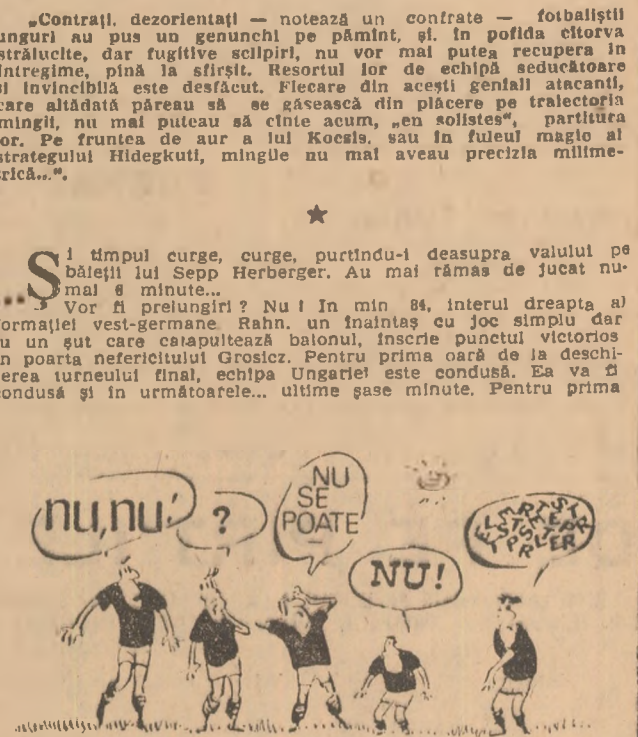 „Contrați, dezorientați — notează un confrate — fotbaliștii
unguri au pus un genunchi pe pămînt, și, în pofida cîtorva
strălucite, dar fugitive sclipiri, nu vor mai putea recupera în
întregime, pînă la sfîrșit. Resortul lor de echipă seducătoare
și invincibilă este desfăcut. Fiecare din acești geniali atacanți,
care altădată păreau să se găsească din plăcere pe traiectoria
mingii, nu mai puteau să cînte acum, „en solistes“, partitura
lor. Pe fruntea de aur a lui Kocsis, sau în fuleul magic al
strategului Hidegkuti, mingile nu mai aveau precizia milime-
trică...“.
...Și timpul curge, curge, purtîndu-i deasupra valului pe
băieții lui Sepp Herberger. Au mai rămas de jucat nu-
mai 6 minute...
Vor fi prelungiri ? Nu ! In min 84, interul dreapta al
formației vest-germane Rahn, un înaintaș cu joc simplu dar
cu un șut care catapultează balonul, înscrie punctul victorios
în poarta nefericitului Grosicz. Pentru prima oară de la deschi-
derea turneului final, echipa Ungariei este condusă. Ea va fi
condusă și în următoarele... ultime șase minute. Pentru prima
nu, nu!
?
NU
SE
POATE
NU!